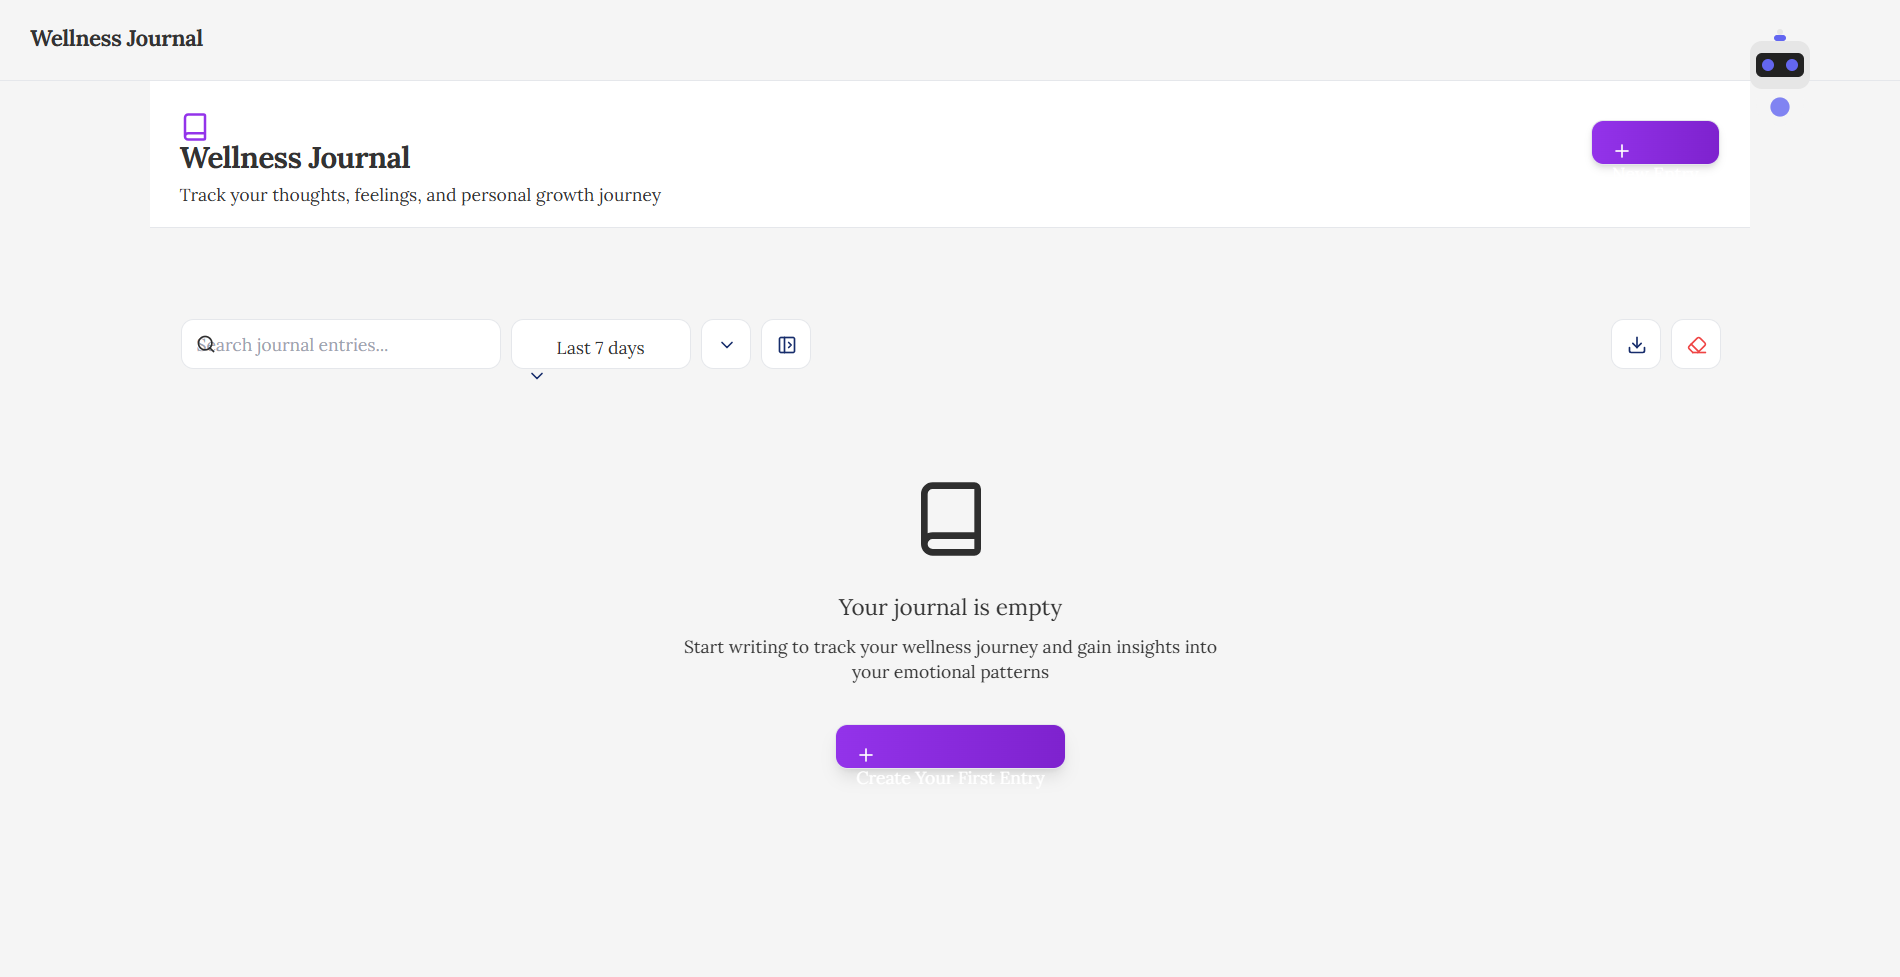 Wellness Journal
Wellness Journal
Track your thoughts, feelings, and personal growth journey
Search journal entries...
Last 7 days
Your journal is empty
Start writing to track your wellness journey and gain insights into
your emotional patterns
Create Your First Entry